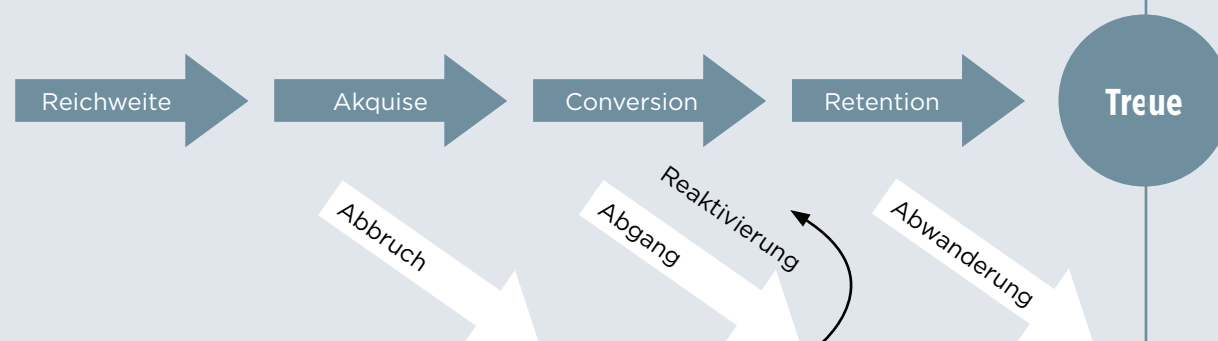 Reichweite
Akquise
Conversion
Retention
Treue
Abbruch
Abgang
Reaktivierung
Abwanderung